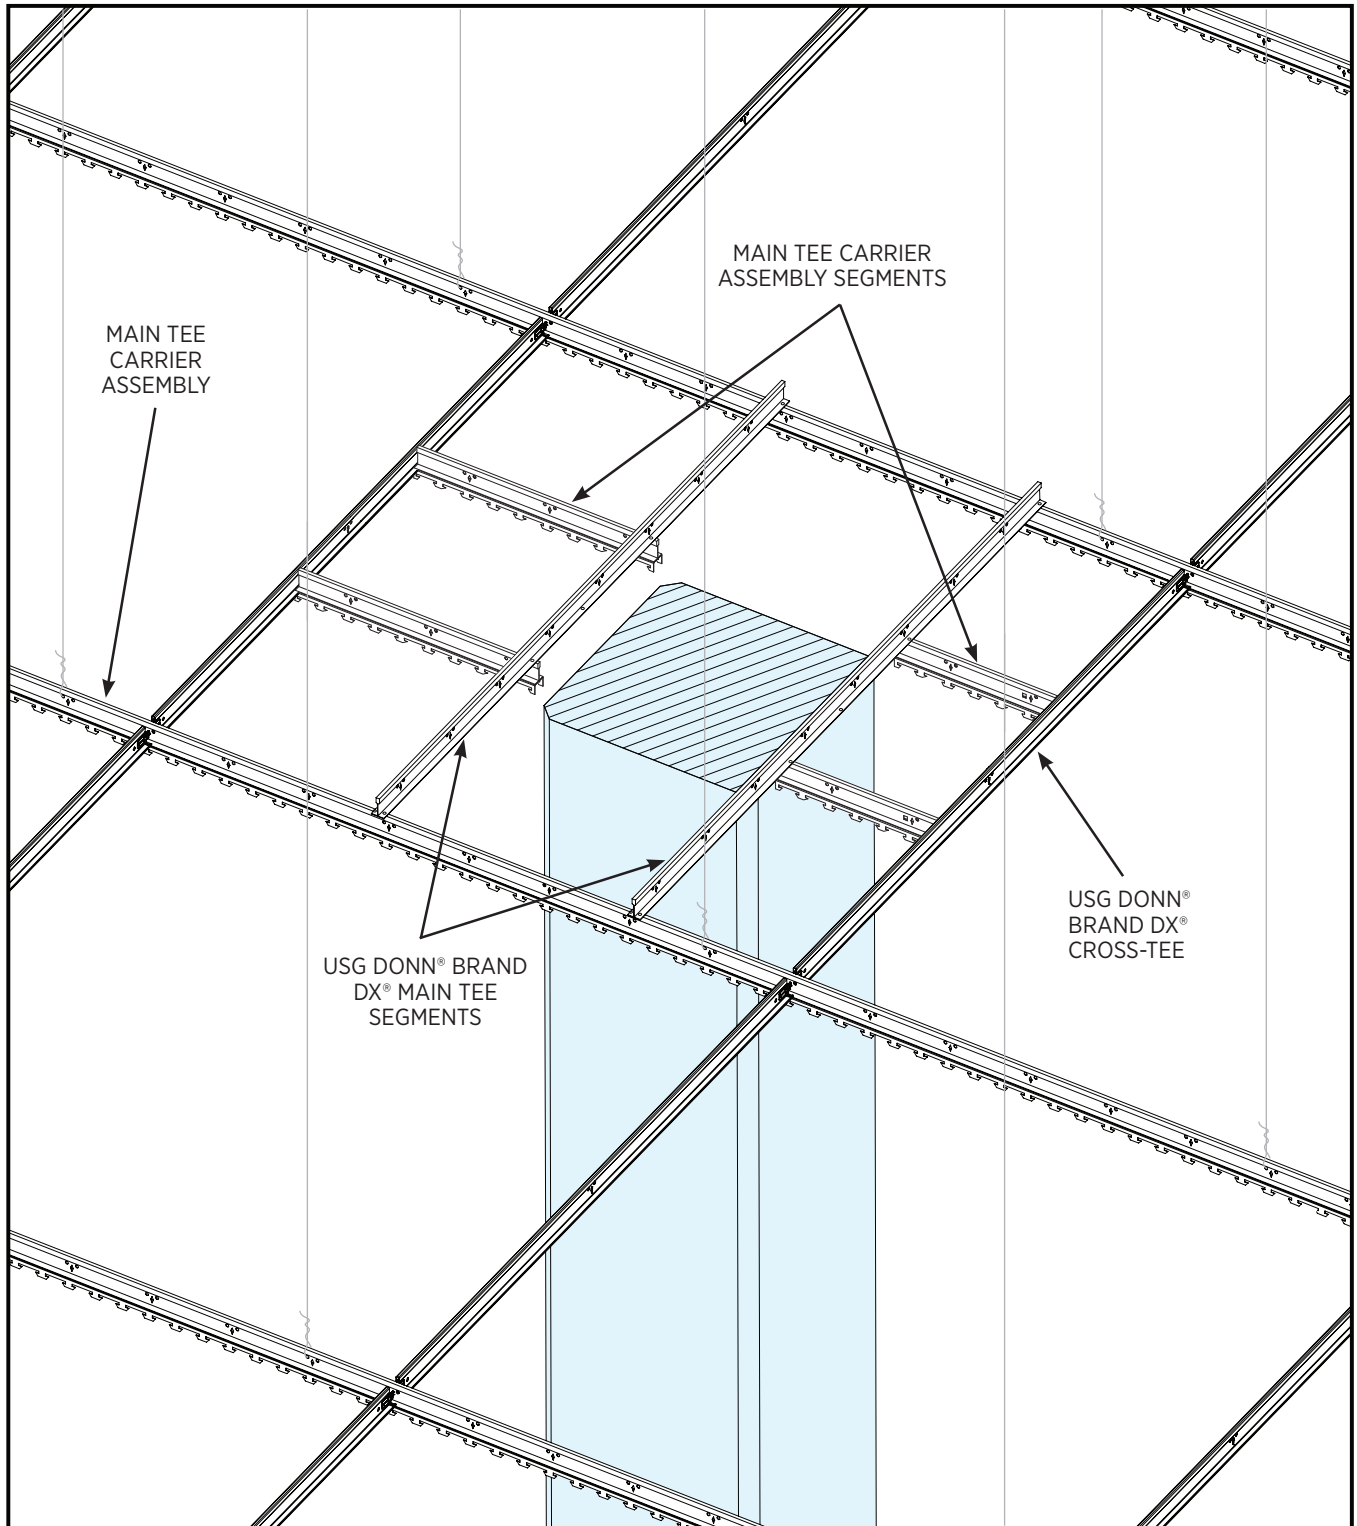 MAIN TEE CARRIER
ASSEMBLY SEGMENTS
MAIN TEE
CARRIER
ASSEMBLY
USG DONN®
BRAND DX®
CROSS-TEE
USG DONN® BRAND
DX® MAIN TEE
SEGMENTS